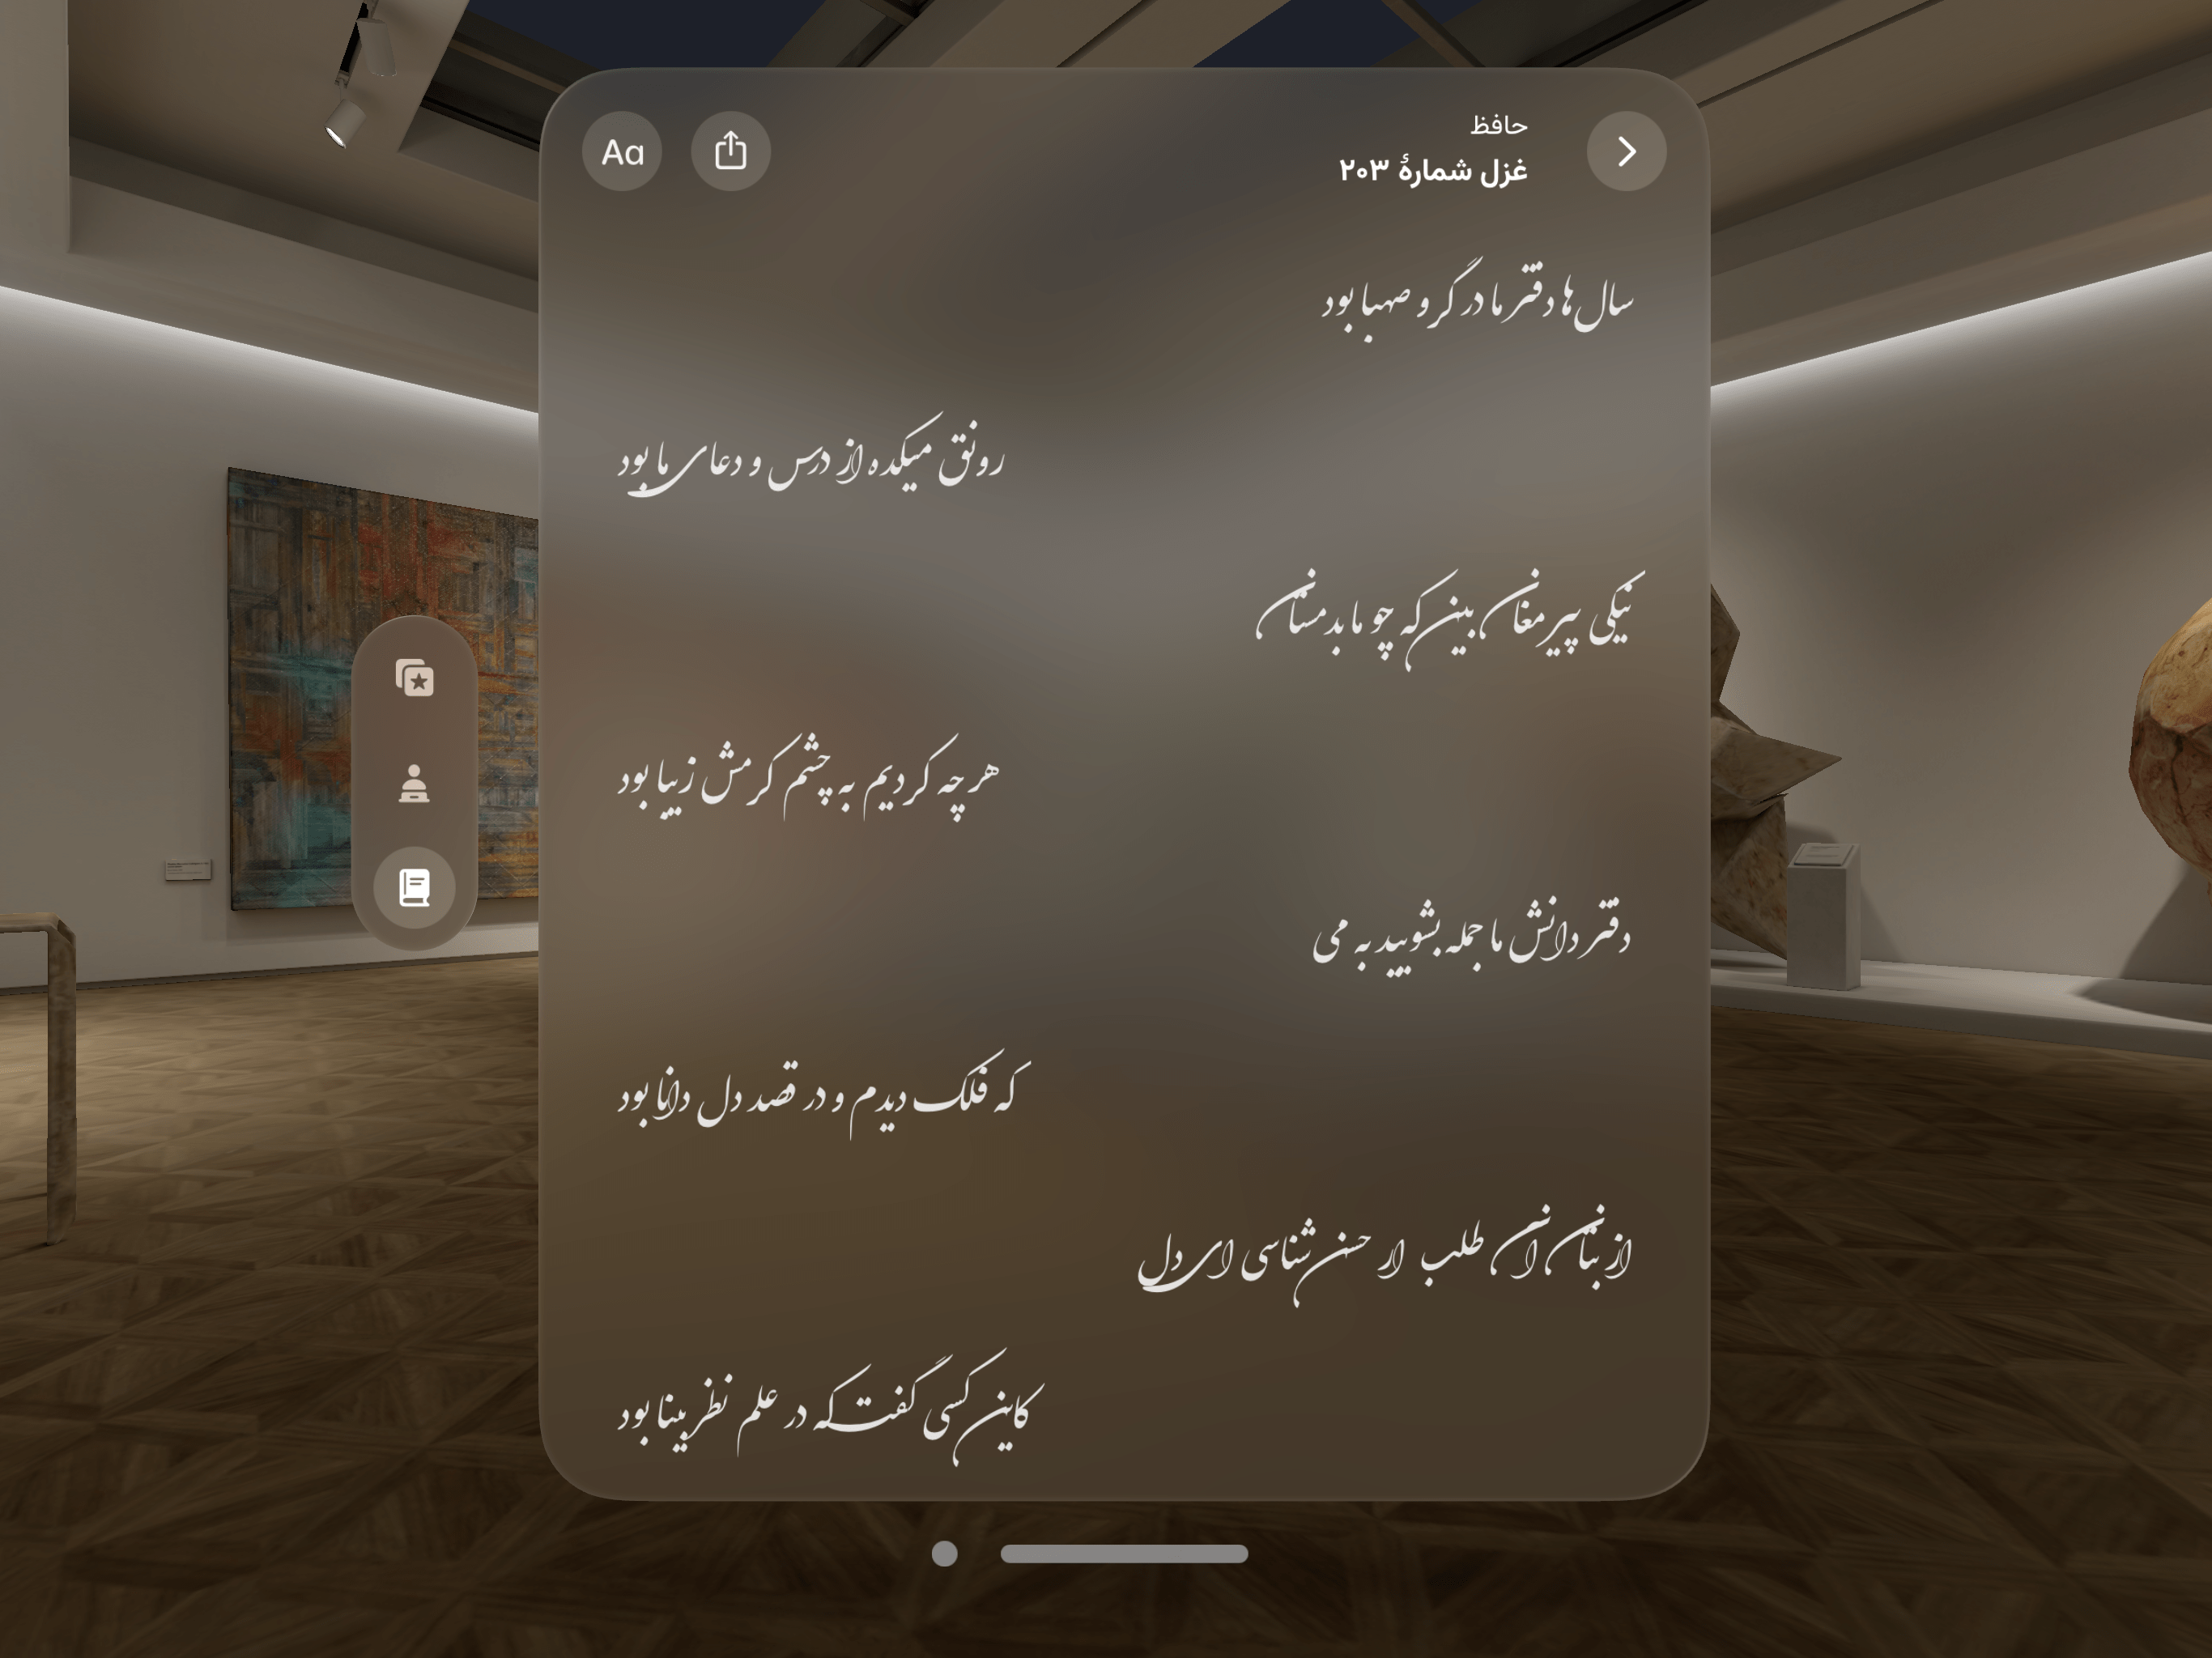 Aa
حافظ
غزل شمارهٔ ۲۰۳
سال‌ها دفتر ما در گرو صهبا بود
رونق میکده از درس و دعای ما بود
نیکی پیر مغان بین که چو ما بدمستان
هر چه کردیم به چشم کرمش زیبا بود
دفتر دانش ما جمله بشویید به می
که فلک دیدم و در قصد دل دانا بود
از بتان آن طلب ار حسن شناسی ای دل
کاین کسی گفت که در علم نظر بینا بود